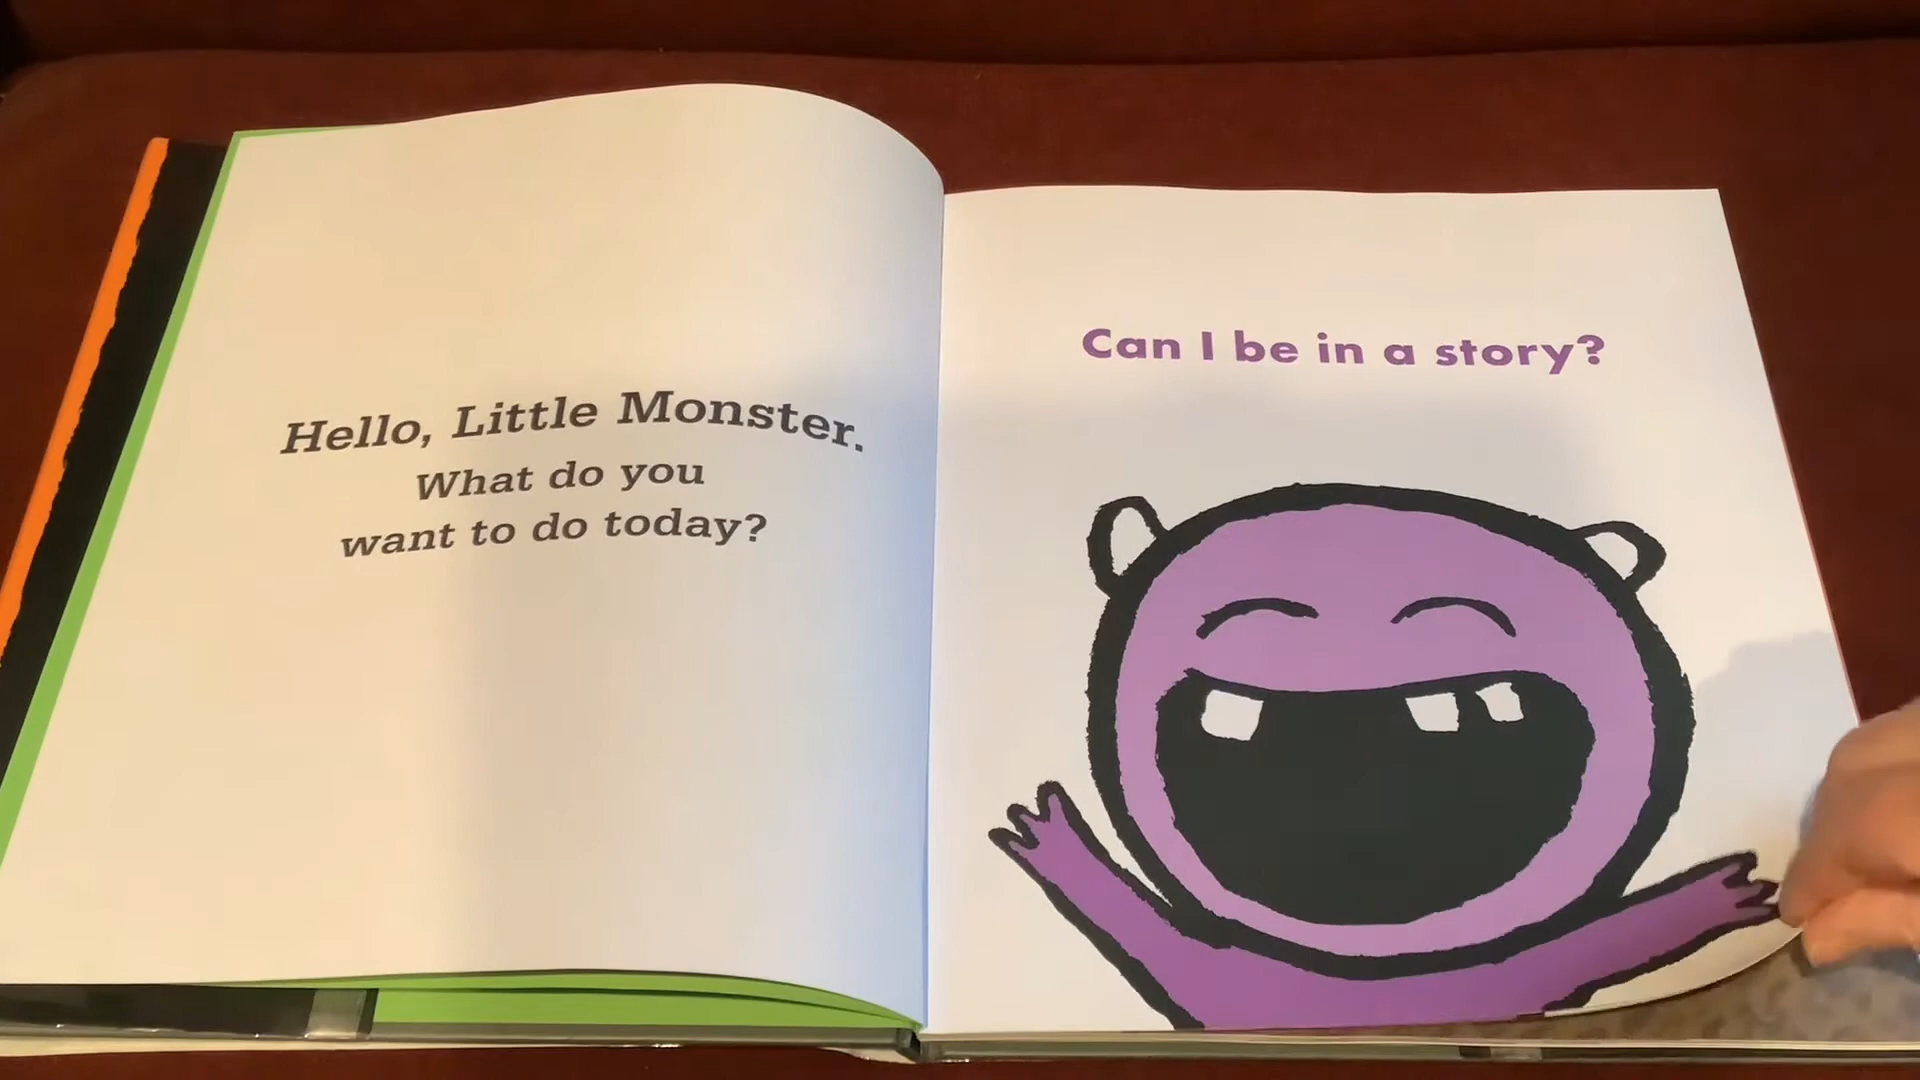 Hello, Little Monster.
What do you
want to do today?
Can I be in a story?